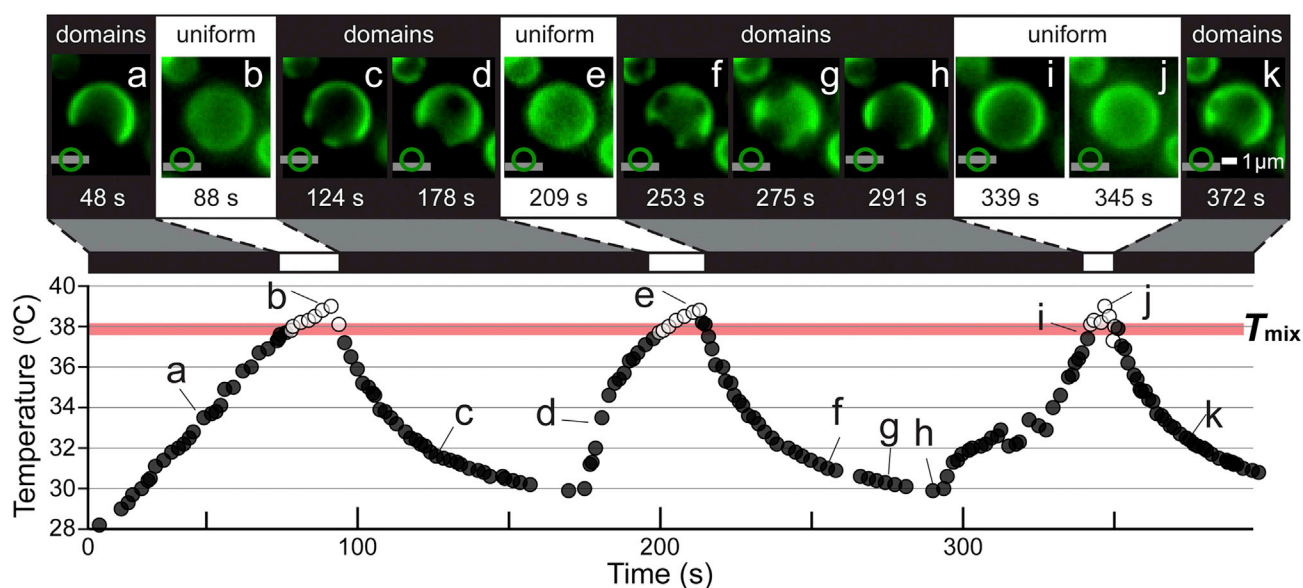 domains uniform domains uniform domains uniform domains
a b c d e f g h i j k
1 µm
48 s 88 s 124 s 178 s 209 s 253 s 275 s 291 s 339 s 345 s 372 s
40
38
36
34
32
30
28
Temperature (ºC)
a b c d e f g h i j k
Tmix
0 100 200 300
Time (s)